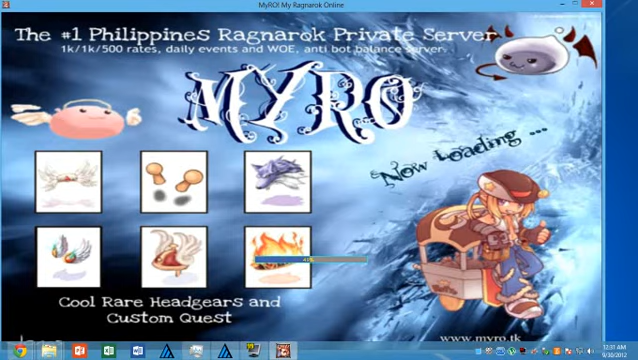 MyRO! My Ragnarok Online
The #1 Philippines Ragnarok Private Server
1k/1k/500 rates, daily events and WOE, anti bot balance server.
MYRO
Now Loading ...
Cool Rare Headgears and
Custom Quest
www.myro.tk
12:31 AM
9/30/2012